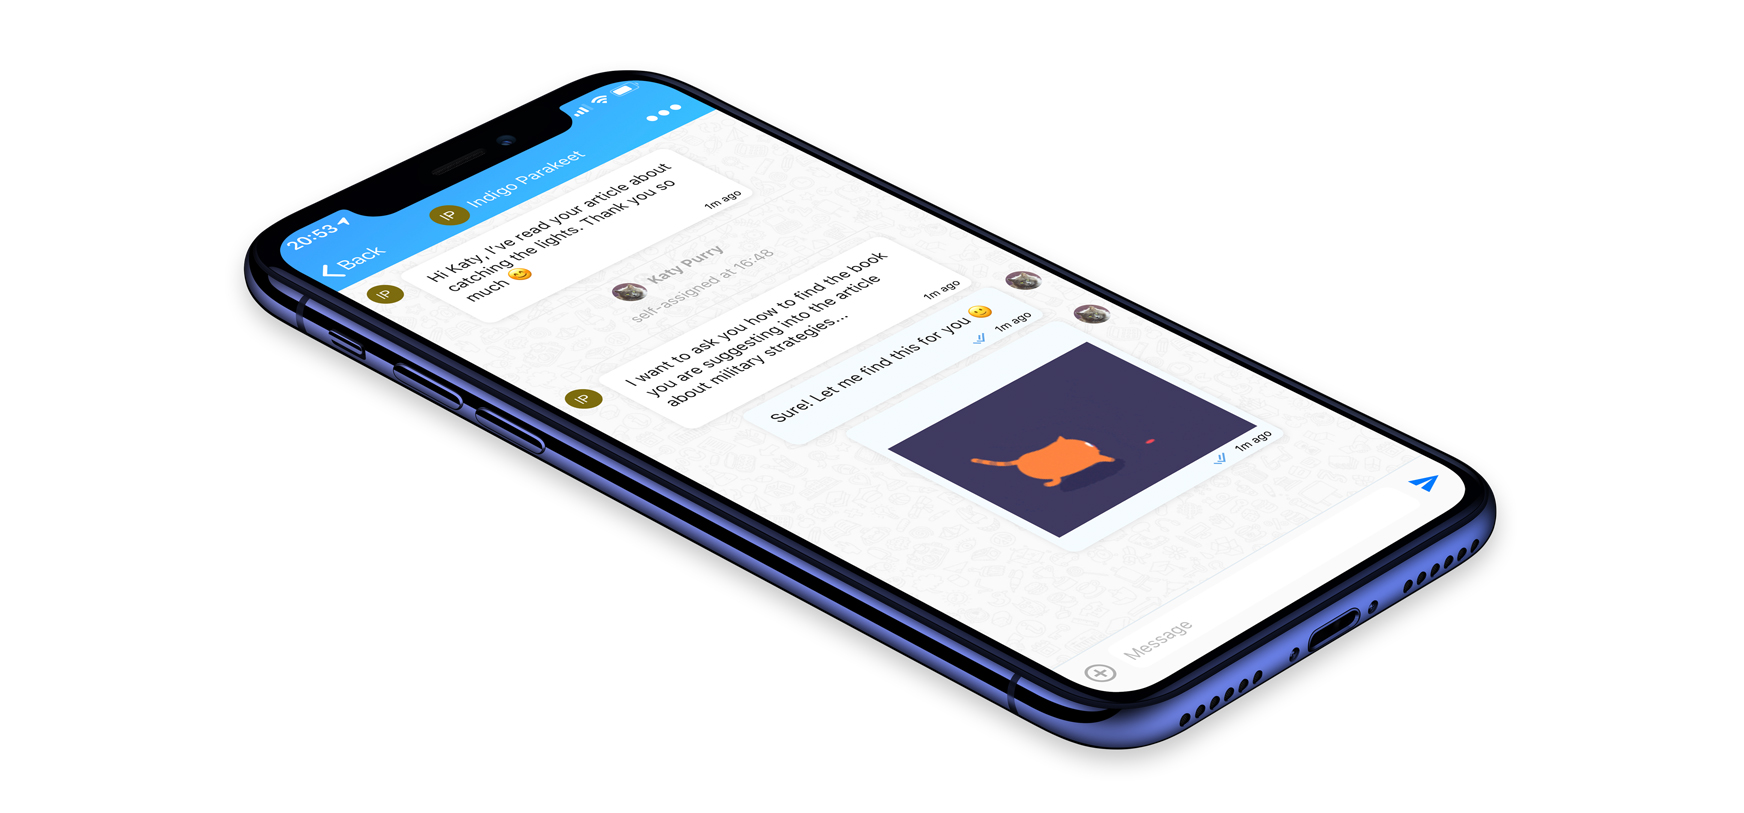 20:53
Back
IP
Indigo Parakeet
IP
Hi Katy, I've read your article about
catching the lights. Thank you so
much 😊
1m ago
Katy Purry
self-assigned at 16:48
IP
I want to ask you how to find the book
you are suggesting into the article
about military strategies...
1m ago
Sure! Let me find this for you 😊
1m ago
1m ago
Message